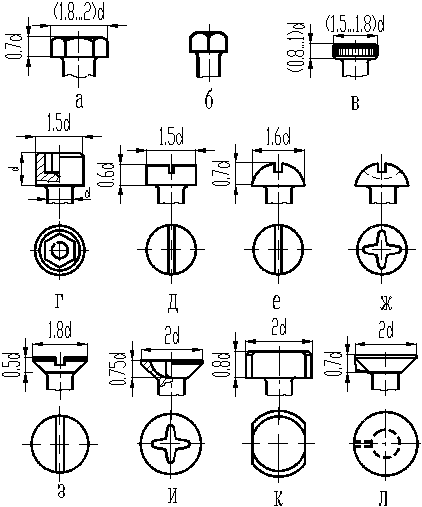 (1.8...2)d (1.5...1.8)d
0.7d (0.8...1)d
а б в
1.5d 1.5d 1.6d
d d 0.6d 0.7d
г д е ж
1.8d 2d 2d 2d
0.5d 0.75d 0.8d 0.7d
з и к л